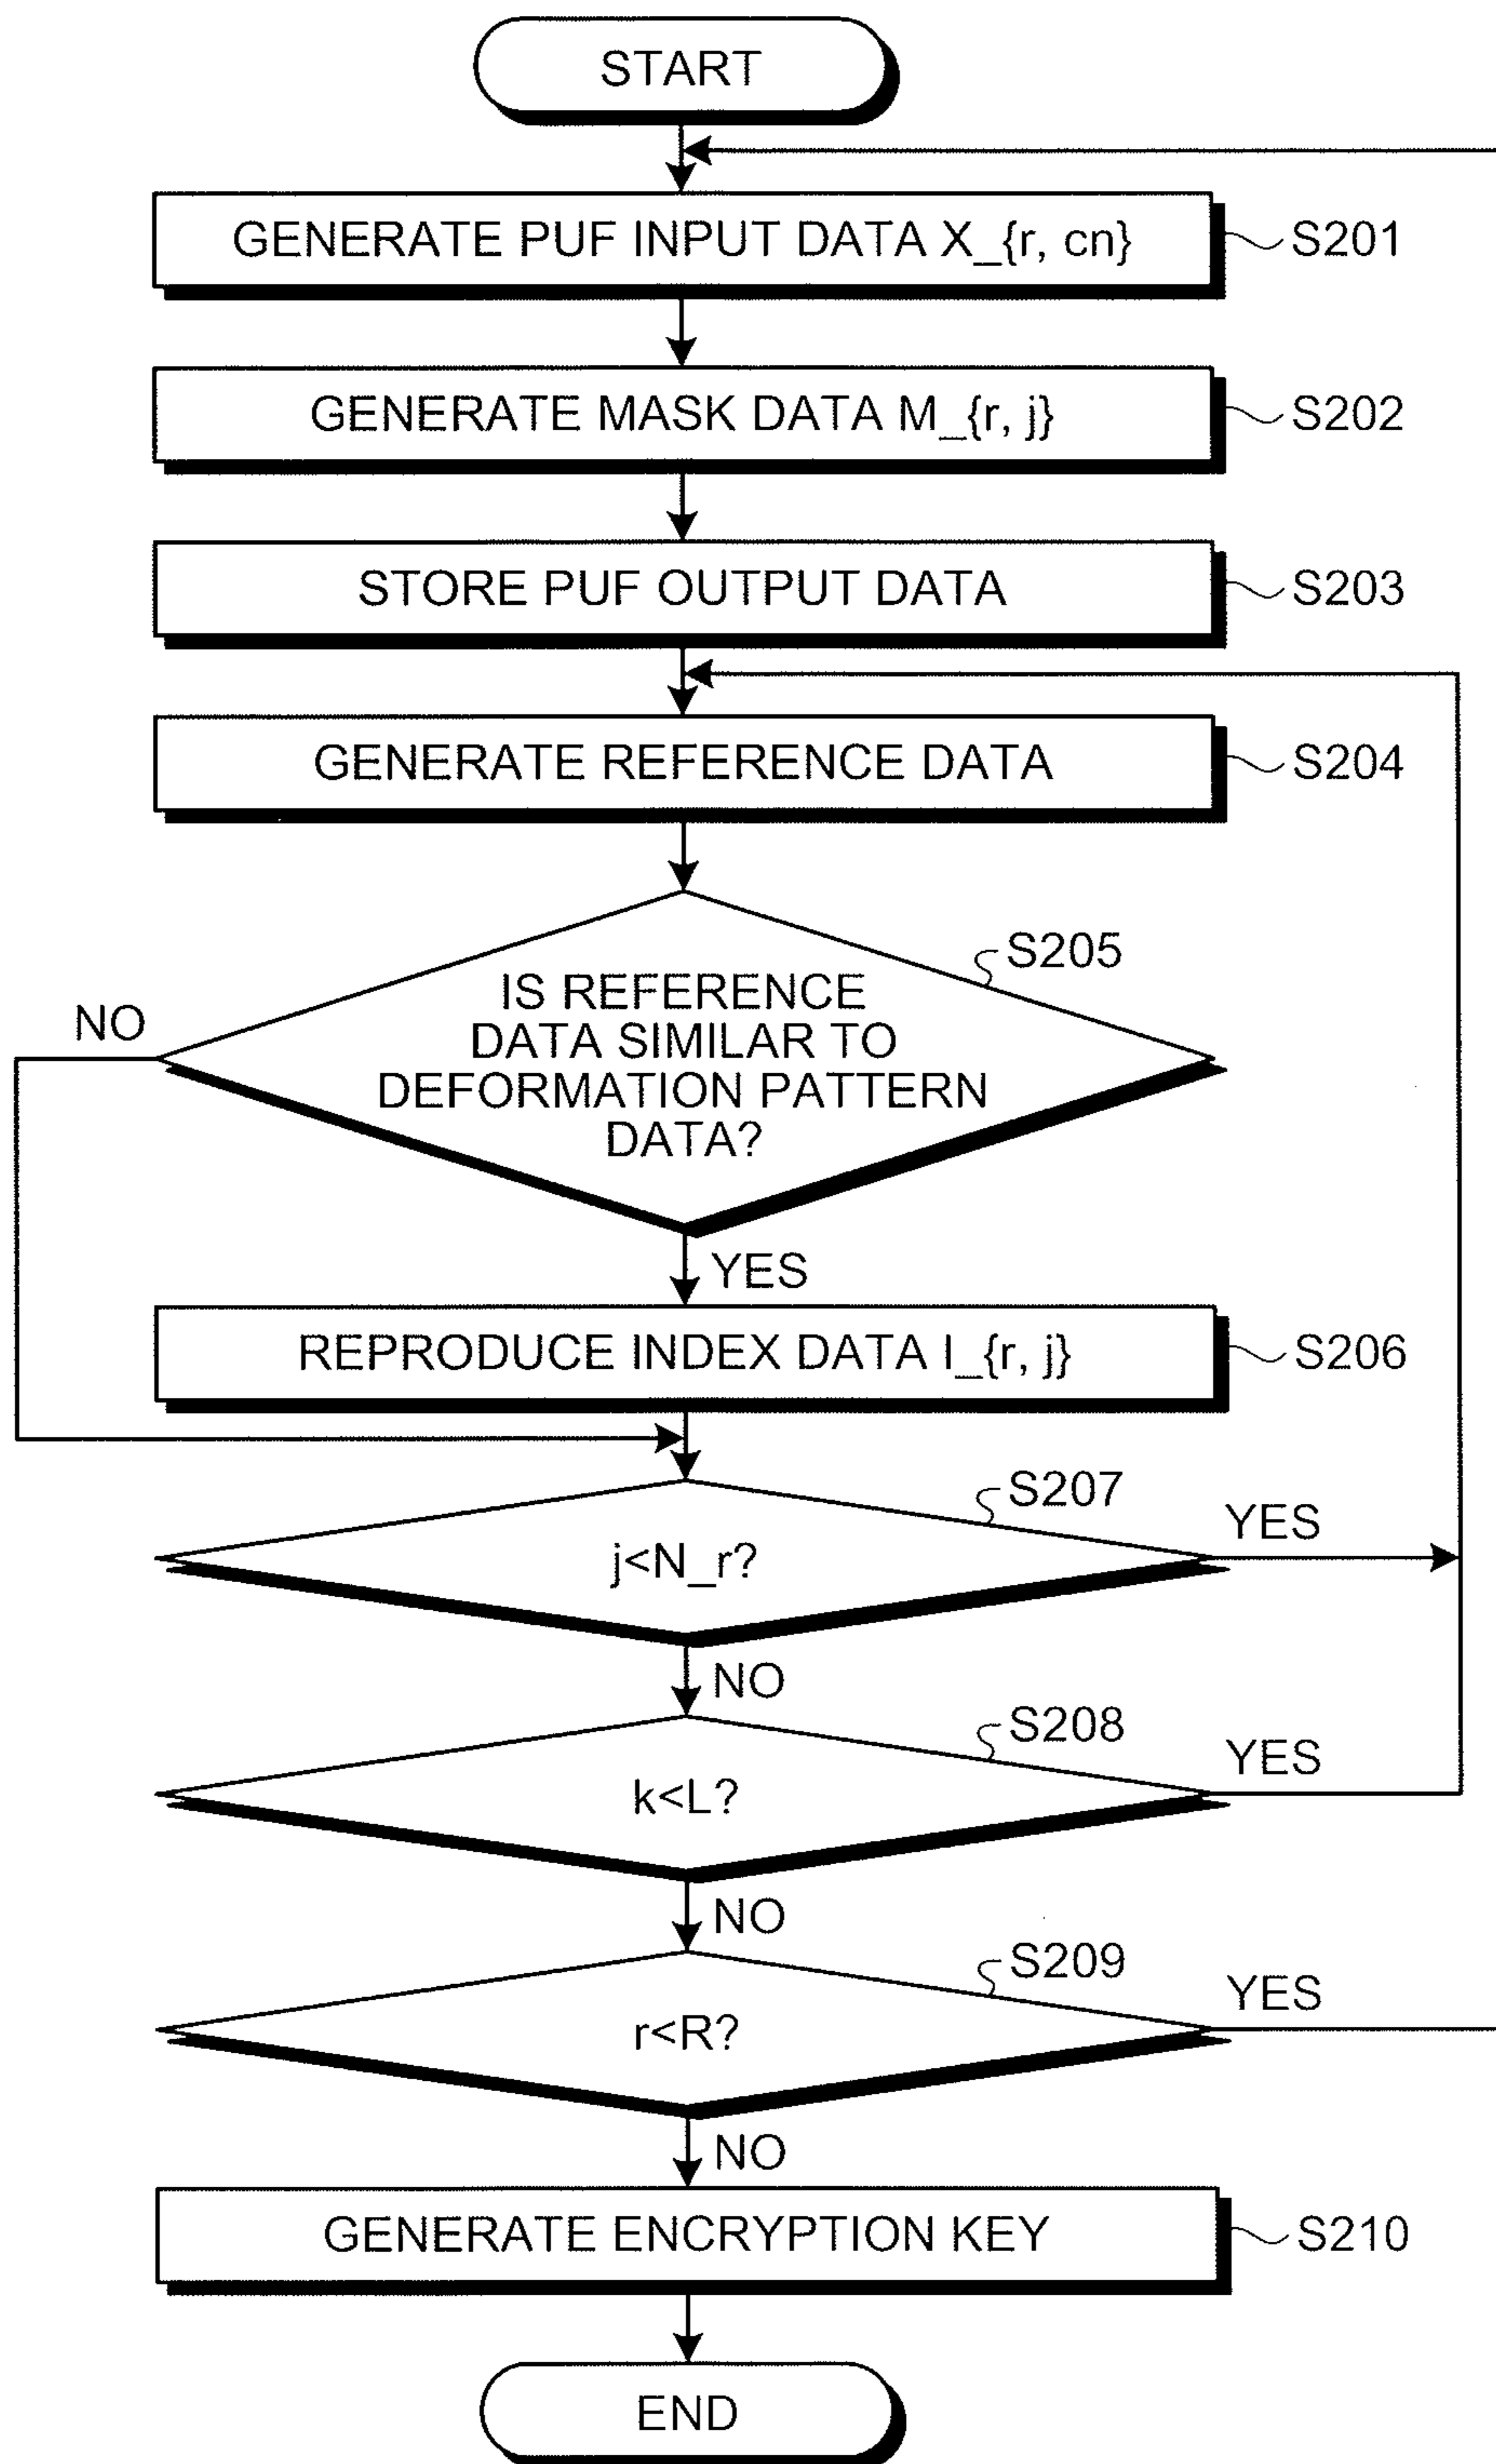 START
GENERATE PUF INPUT DATA X_{r, cn}
S201
GENERATE MASK DATA M_{r, j}
S202
STORE PUF OUTPUT DATA
S203
GENERATE REFERENCE DATA
S204
S205
IS REFERENCE
DATA SIMILAR TO
DEFORMATION PATTERN
DATA?
NO
YES
REPRODUCE INDEX DATA I_{r, j}
S206
S207
j<N_r?
YES
NO
S208
k<L?
YES
NO
S209
r<R?
YES
NO
GENERATE ENCRYPTION KEY
S210
END